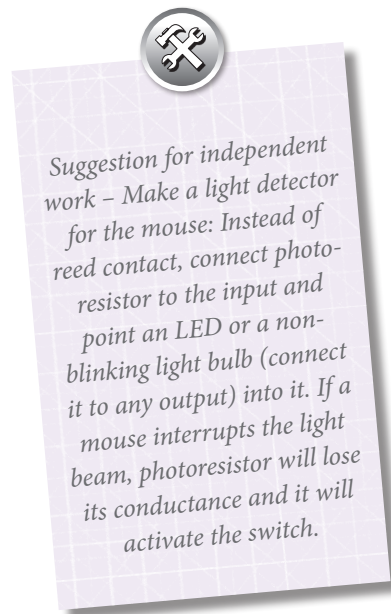 Suggestion for independent
work – Make a light detector
for the mouse: Instead of
reed contact, connect photo-
resistor to the input and
point an LED or a non-
blinking light bulb (connect
it to any output) into it. If a
mouse interrupts the light
beam, photoresistor will lose
its conductance and it will
activate the switch.